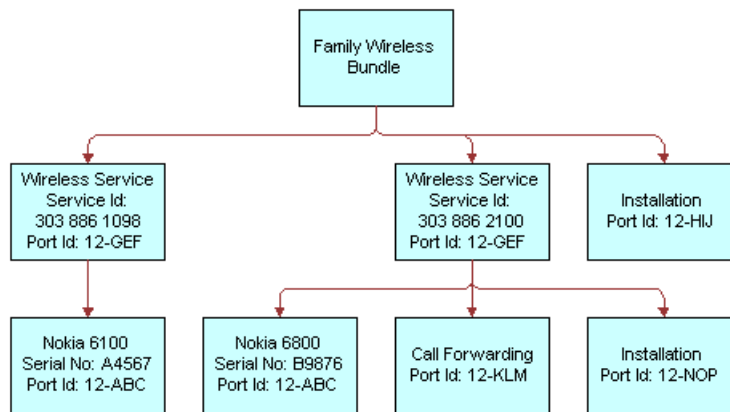 Family Wireless
Bundle
Wireless Service
Service Id:
303 886 1098
Port Id: 12-GEF
Wireless Service
Service Id:
303 886 2100
Port Id: 12-GEF
Installation
Port Id: 12-HIJ
Nokia 6100
Serial No: A4567
Port Id: 12-ABC
Nokia 6800
Serial No: B9876
Port Id: 12-ABC
Call Forwarding
Port Id: 12-KLM
Installation
Port Id: 12-NOP